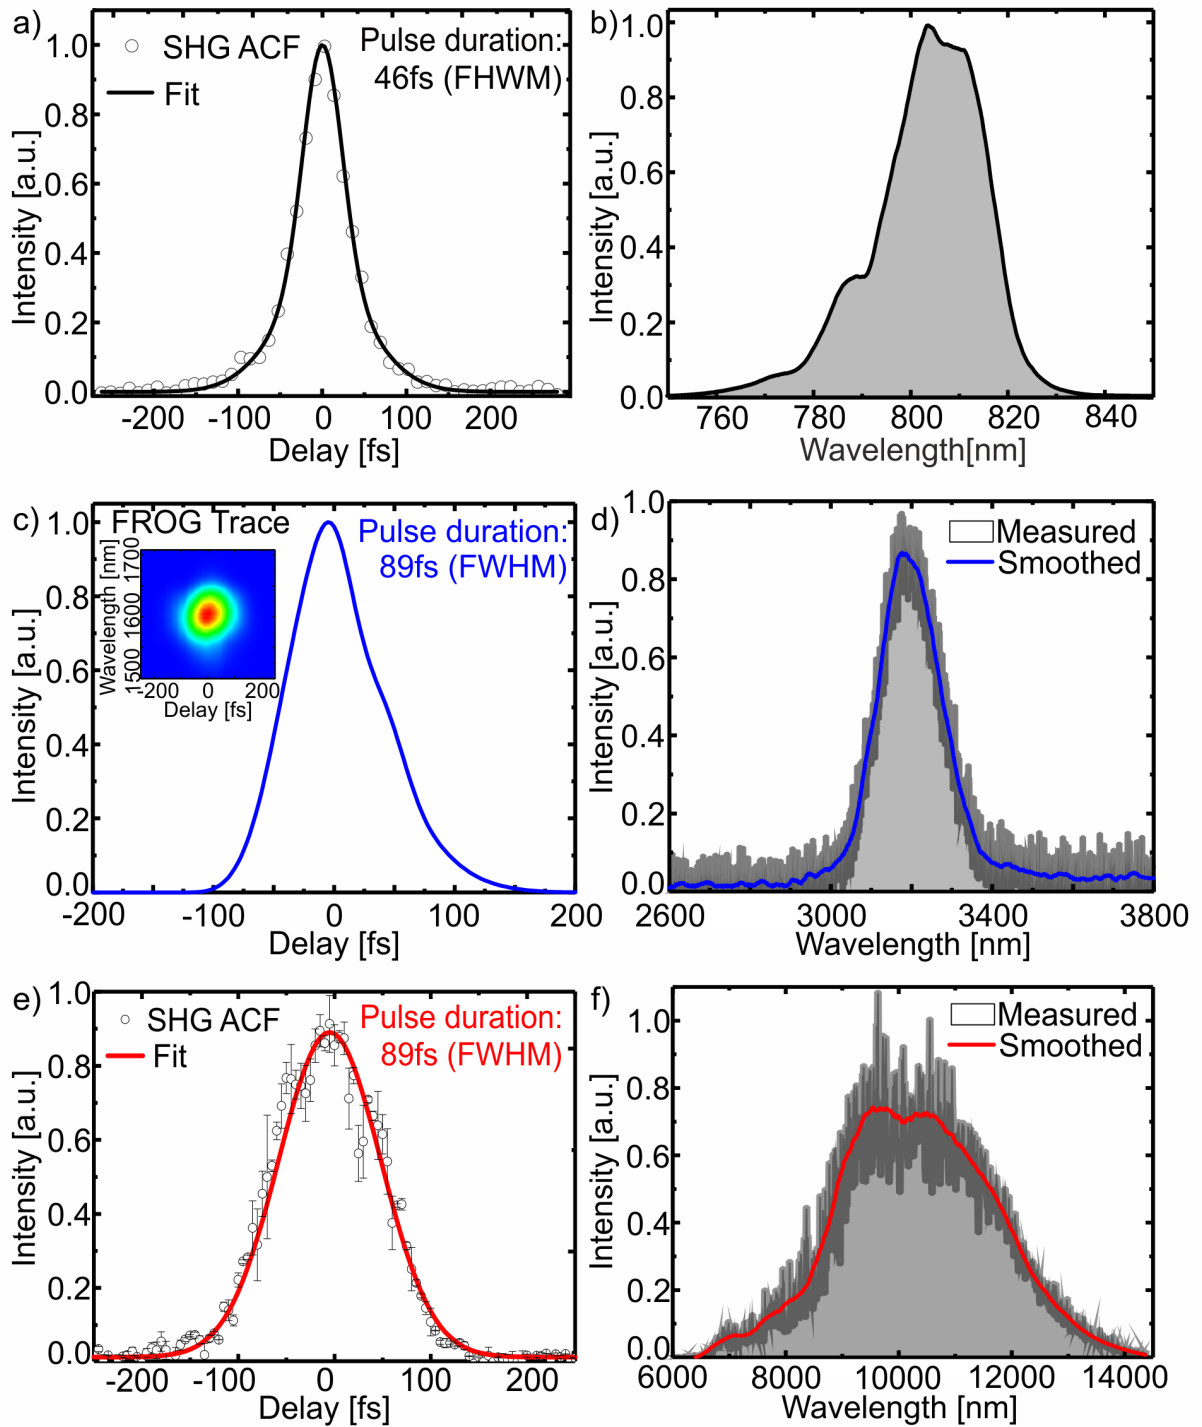 a)
SHG ACF
Fit
Pulse duration:
46fs (FHWM)
Intensity [a.u.]
1.0
0.8
0.6
0.4
0.2
0.0
-200 -100 0 100 200
Delay [fs]
b)
Intensity [a.u.]
1.0
0.8
0.6
0.4
0.2
0.0
760 780 800 820 840
Wavelength[nm]
c)
FROG Trace
Pulse duration:
89fs (FWHM)
Wavelength [nm]
1700
1600
1500
-200 0 200
Delay [fs]
Intensity [a.u.]
1.0
0.8
0.6
0.4
0.2
0.0
-200 -100 0 100 200
Delay [fs]
d)
Measured
Smoothed
Intensity [a.u.]
1.0
0.8
0.6
0.4
0.2
0.0
2600 3000 3400 3800
Wavelength [nm]
e)
SHG ACF
Fit
Pulse duration:
89fs (FWHM)
Intensity [a.u.]
1.0
0.8
0.6
0.4
0.2
0.0
-200 -100 0 100 200
Delay [fs]
f)
Measured
Smoothed
Intensity [a.u.]
1.0
0.8
0.6
0.4
0.2
0.0
6000 8000 10000 12000 14000
Wavelength [nm]